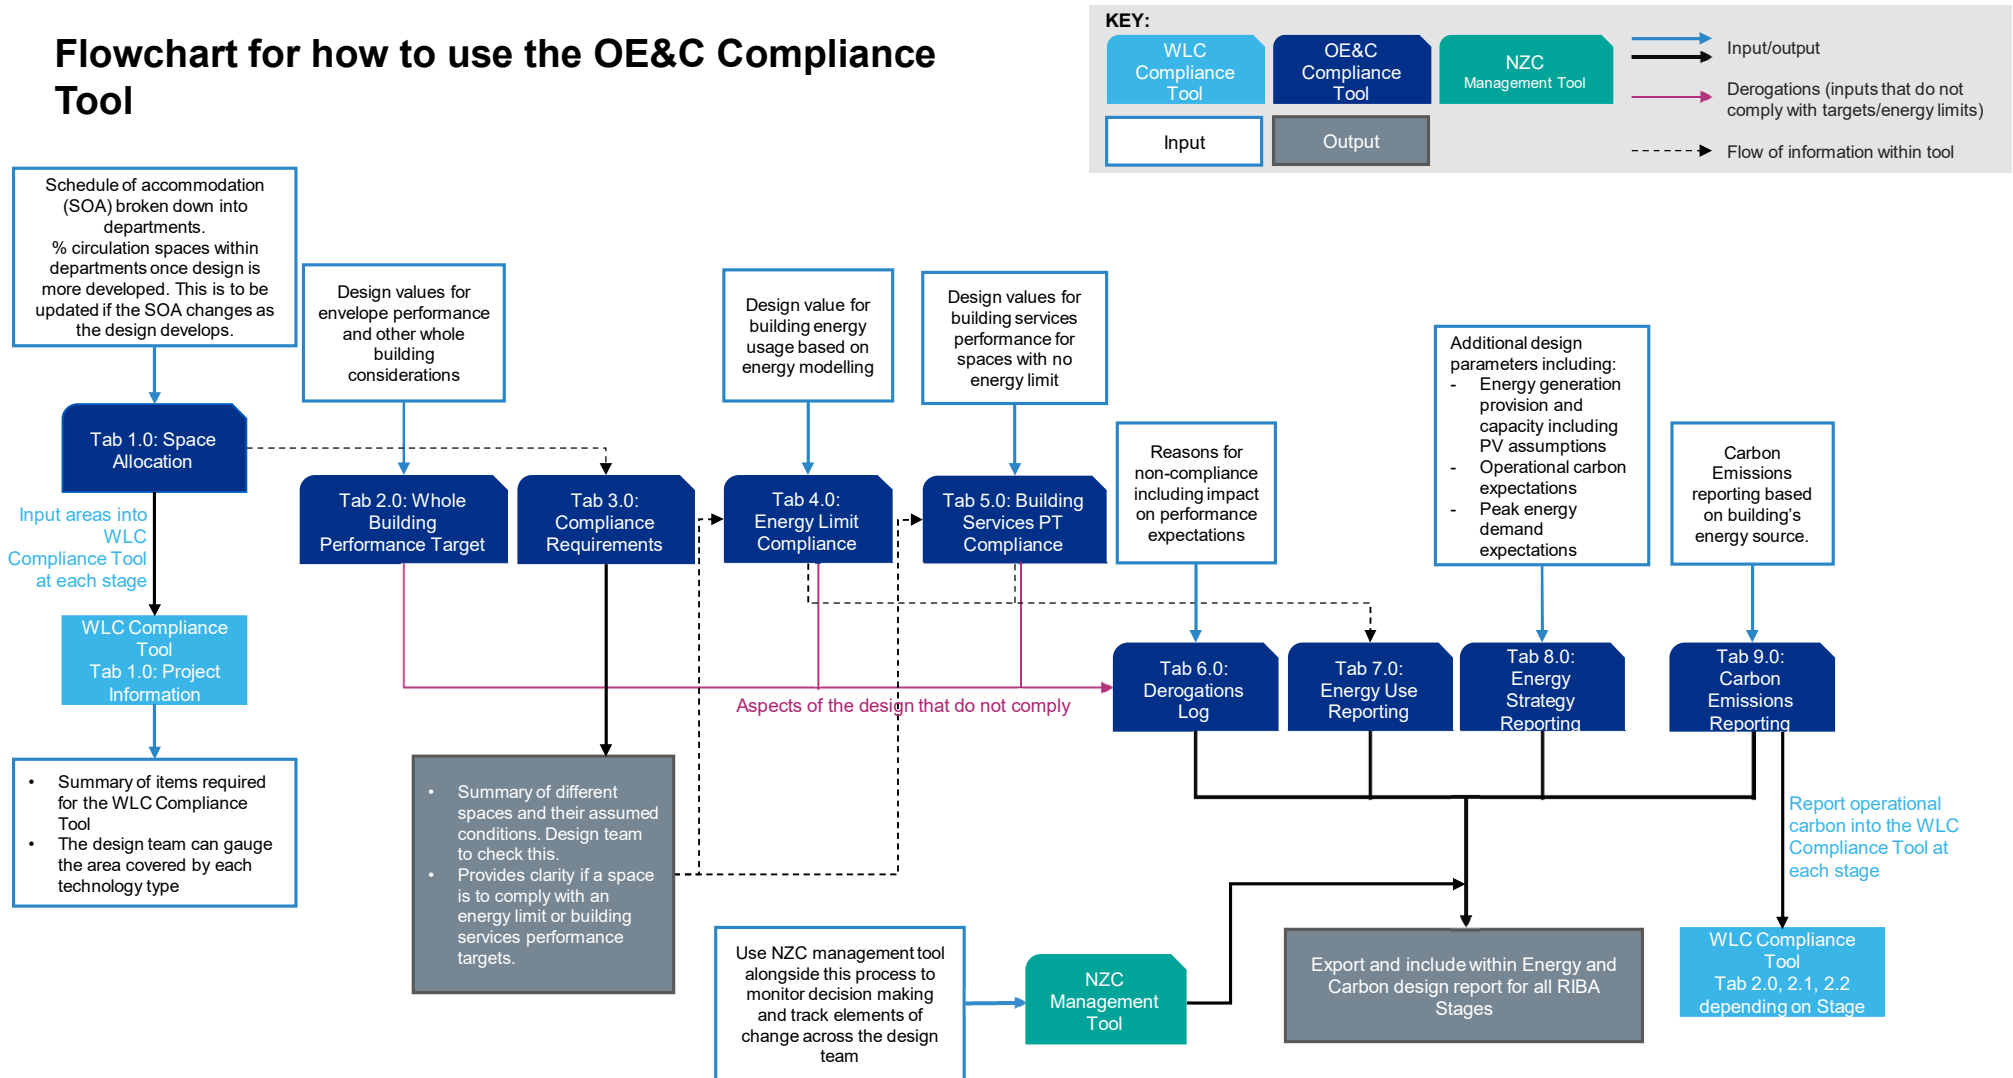 Flowchart for how to use the OE&C Compliance
Tool
KEY:
WLC
Compliance
Tool
OE&C
Compliance
Tool
NZC
Management Tool
Input
Output
Input/output
Derogations (inputs that do not
comply with targets/energy limits)
Flow of information within tool
Schedule of accommodation
(SOA) broken down into
departments.
% circulation spaces within
departments once design is
more developed. This is to be
updated if the SOA changes as
the design develops.
Design values for
envelope performance
and other whole
building
considerations
Design value for
building energy
usage based on
energy modelling
Design values for
building services
performance for
spaces with no
energy limit
Reasons for
non-compliance
including impact
on performance
expectations
Additional design
parameters including:
- Energy generation
provision and
capacity including
PV assumptions
- Operational carbon
expectations
- Peak energy
demand
expectations
Carbon
Emissions
reporting based
on building's
energy source.
Tab 1.0: Space
Allocation
Tab 2.0: Whole
Building
Performance Target
Tab 3.0:
Compliance
Requirements
Tab 4.0:
Energy Limit
Compliance
Tab 5.0: Building
Services PT
Compliance
Input areas into
WLC
Compliance Tool
at each stage
WLC Compliance
Tool
Tab 1.0: Project
Information
Tab 6.0:
Derogations
Log
Tab 7.0:
Energy Use
Reporting
Tab 8.0:
Energy
Strategy
Reporting
Tab 9.0:
Carbon
Emissions
Reporting
Aspects of the design that do not comply
• Summary of items required
for the WLC Compliance
Tool
• The design team can gauge
the area covered by each
technology type
• Summary of different
spaces and their assumed
conditions. Design team
to check this.
• Provides clarity if a space
is to comply with an
energy limit or building
services performance
targets.
Report operational
carbon into the WLC
Compliance Tool at
each stage
Use NZC management tool
alongside this process to
monitor decision making
and track elements of
change across the design
team
NZC
Management
Tool
Export and include within Energy and
Carbon design report for all RIBA
Stages
WLC Compliance
Tool
Tab 2.0, 2.1, 2.2
depending on Stage